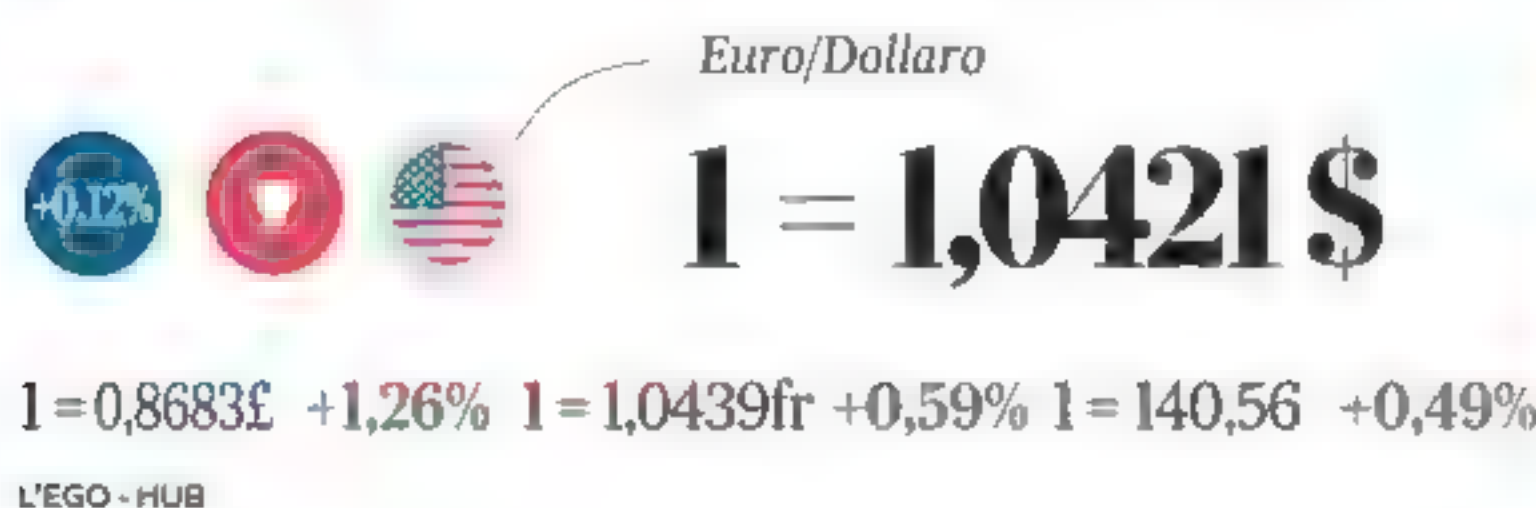 Euro/Dollaro
+0.12%
1 = 1,0421 $
1 = 0,8683£ +1,26% 1 = 1,0439fr +0,59% 1 = 140,56 +0,49%
L'EGO - HUB